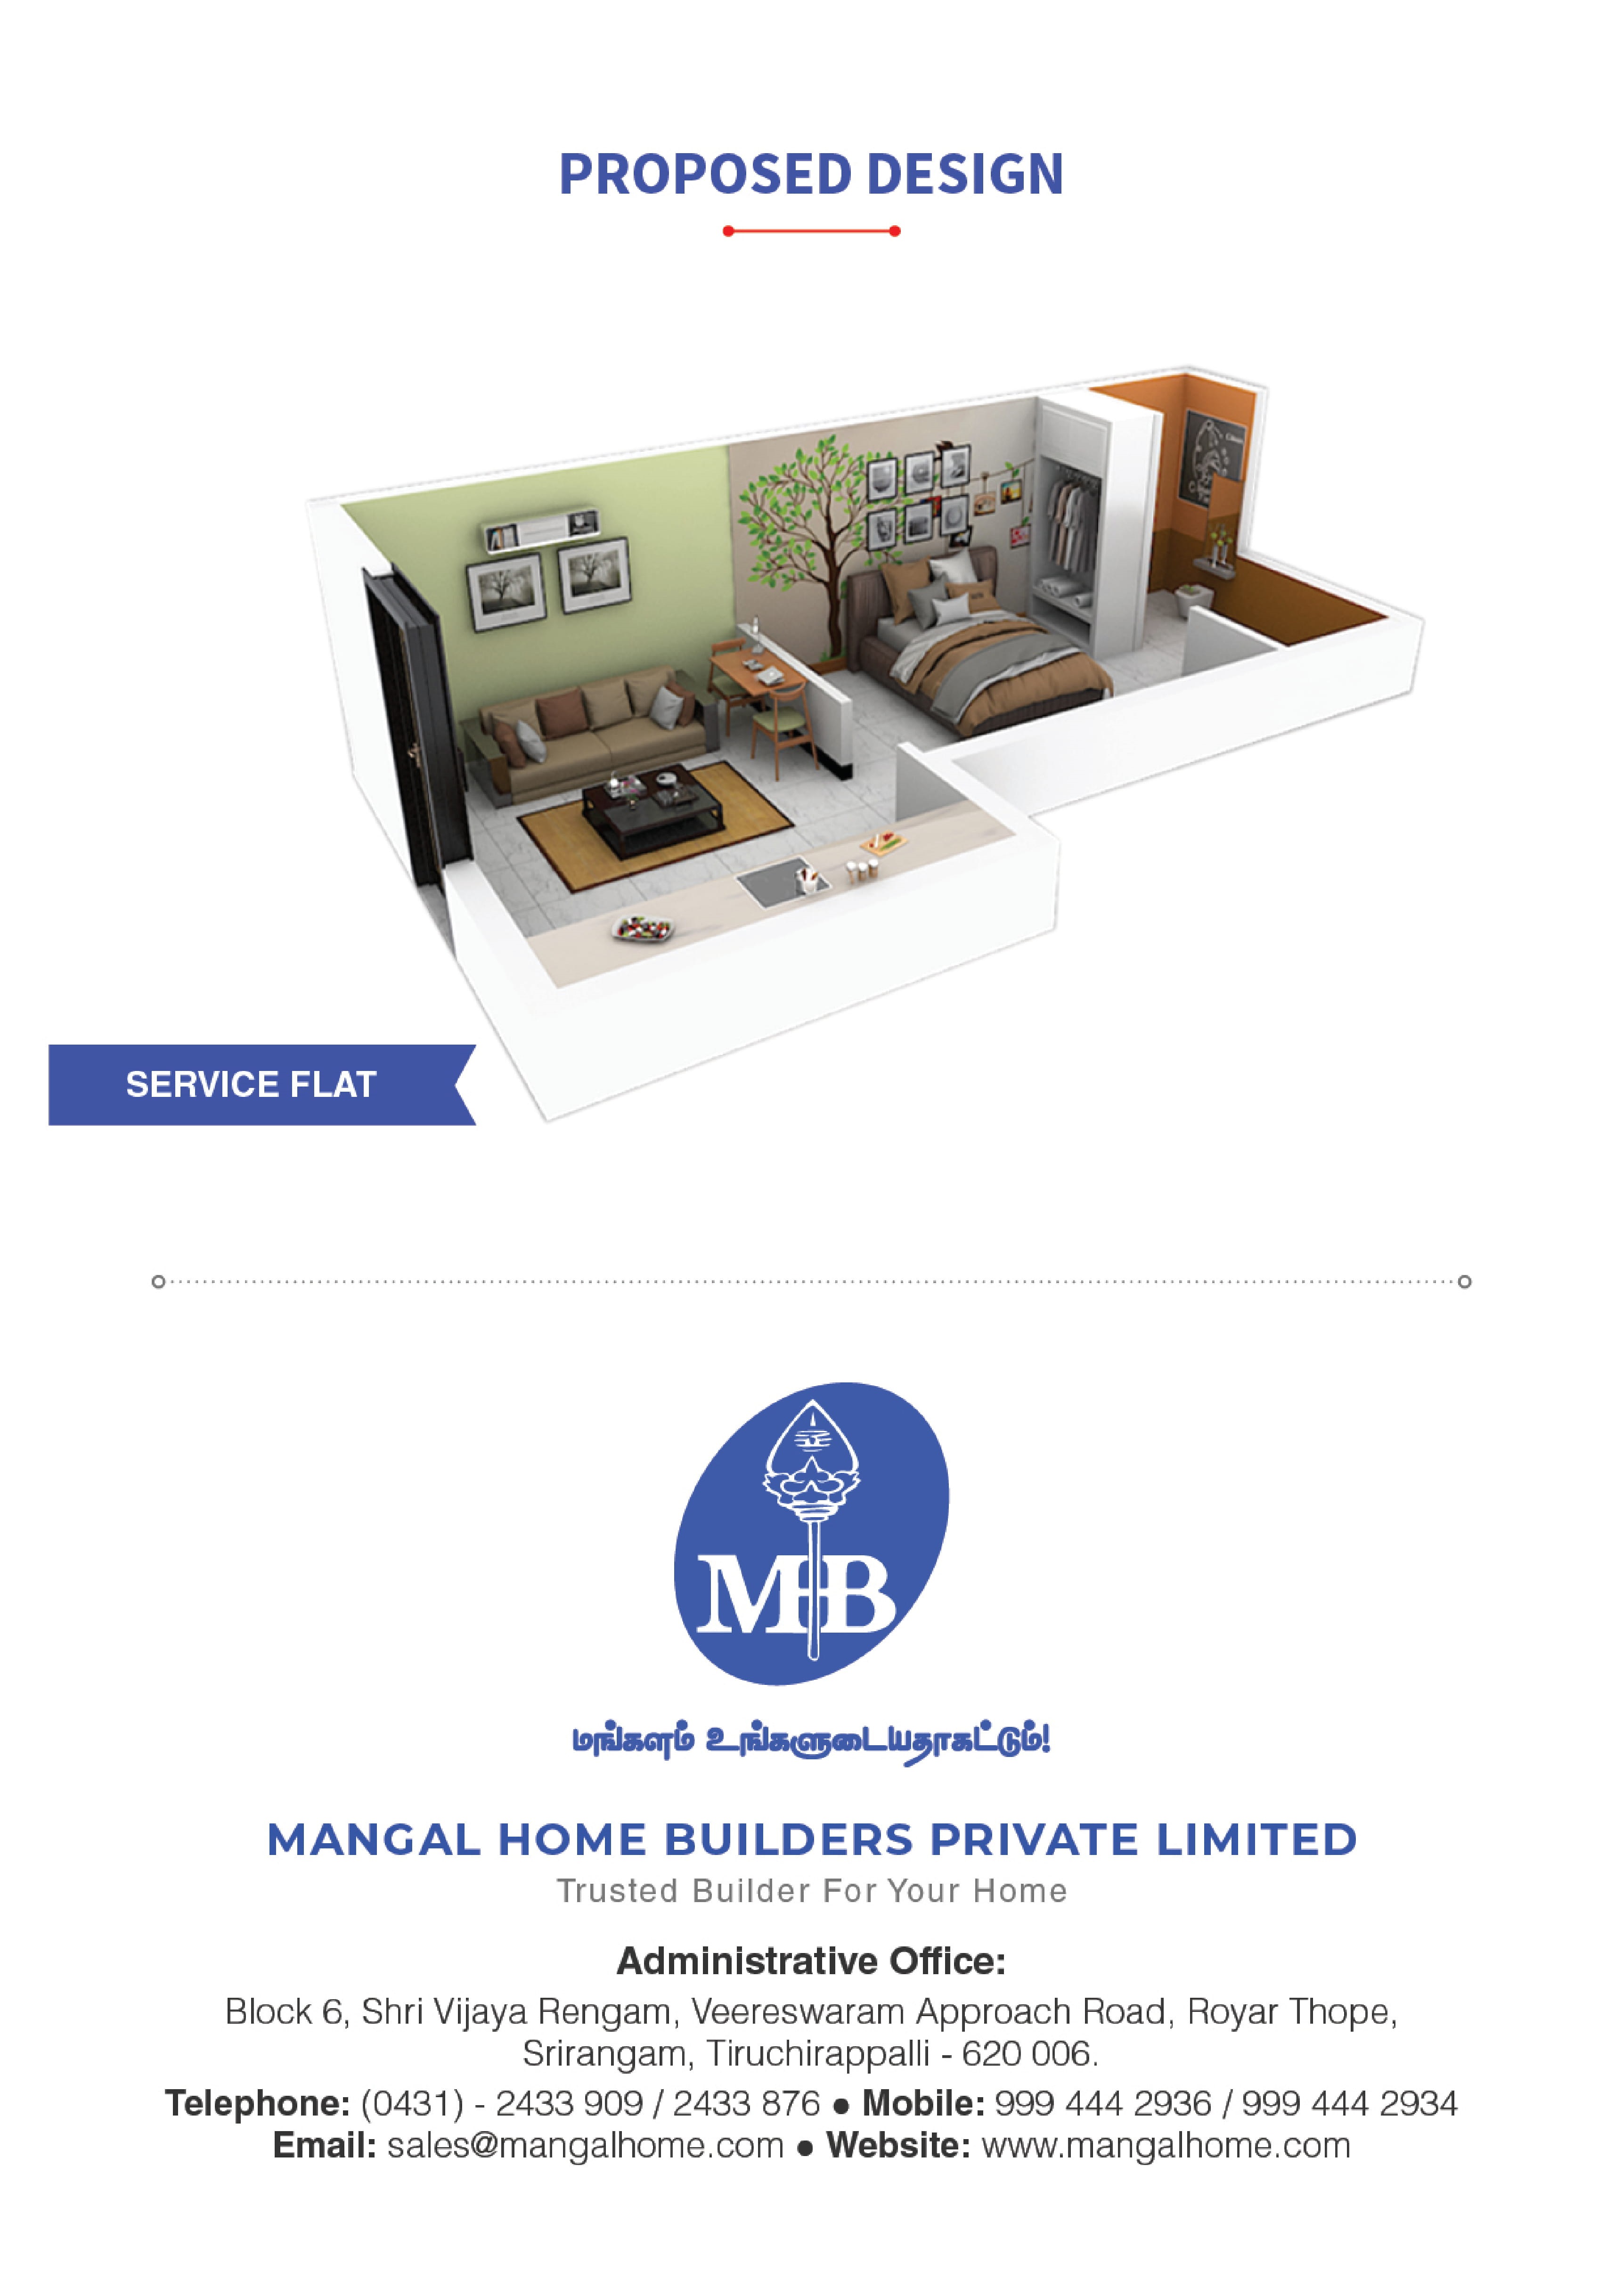 PROPOSED DESIGN
SERVICE FLAT
MB
மங்களம் உங்களுடையதாகட்டும்!
MANGAL HOME BUILDERS PRIVATE LIMITED
Trusted Builder For Your Home
Administrative Office:
Block 6, Shri Vijaya Rengam, Veereswaram Approach Road, Royar Thope,
Srirangam, Tiruchirappalli - 620 006.
Telephone: (0431) - 2433 909 / 2433 876 ● Mobile: 999 444 2936 / 999 444 2934
Email: sales@mangalhome.com ● Website: www.mangalhome.com